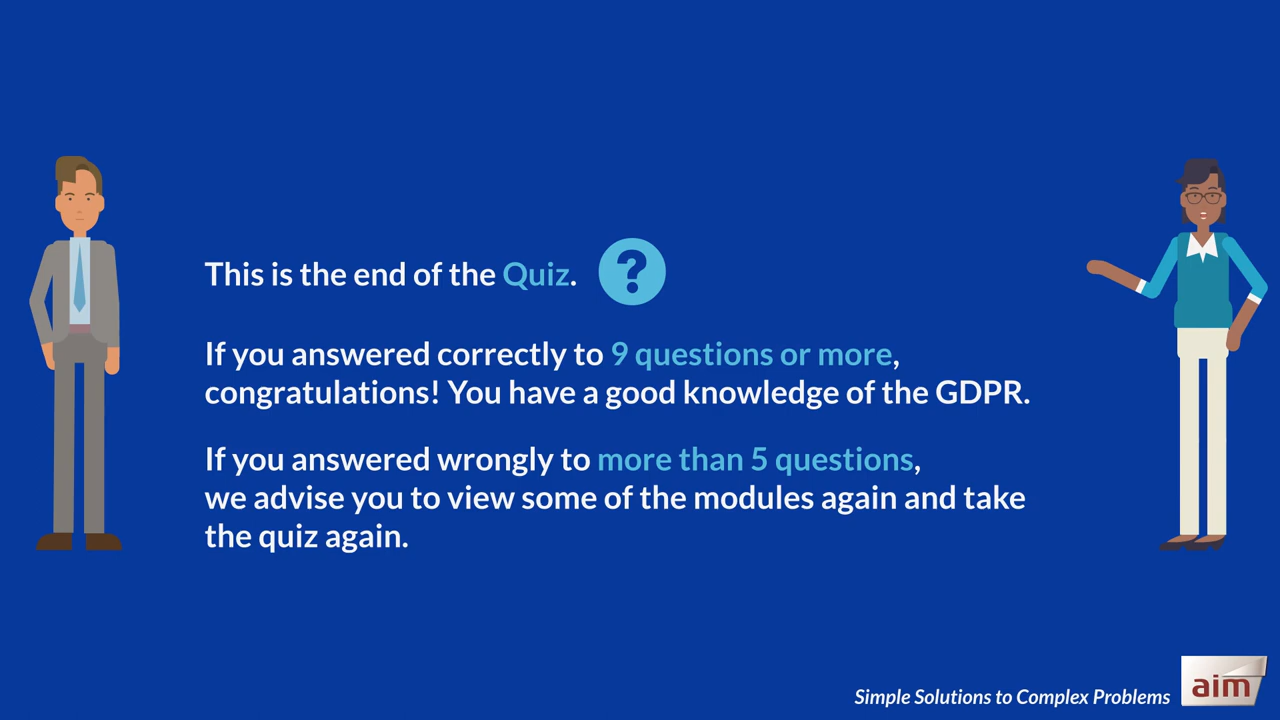 This is the end of the Quiz. ?
If you answered correctly to 9 questions or more,
congratulations! You have a good knowledge of the GDPR.
If you answered wrongly to more than 5 questions,
we advise you to view some of the modules again and take
the quiz again.
Simple Solutions to Complex Problems
aim